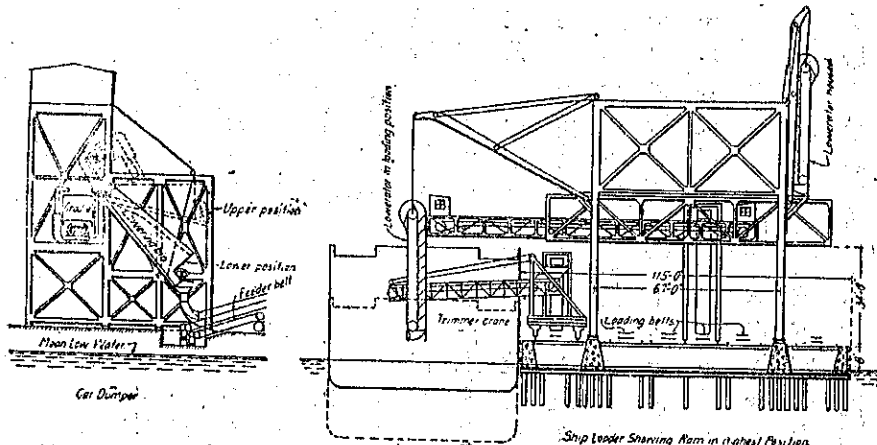 Upper position
Lower position
Feeder belt
Mean Low Water
Car Dumper
Lowerator in loading position
Lowerator housed
115-0"
67-0"
Trimmer crane
Loading belts
Ship Loader Showing Ram in highest Position